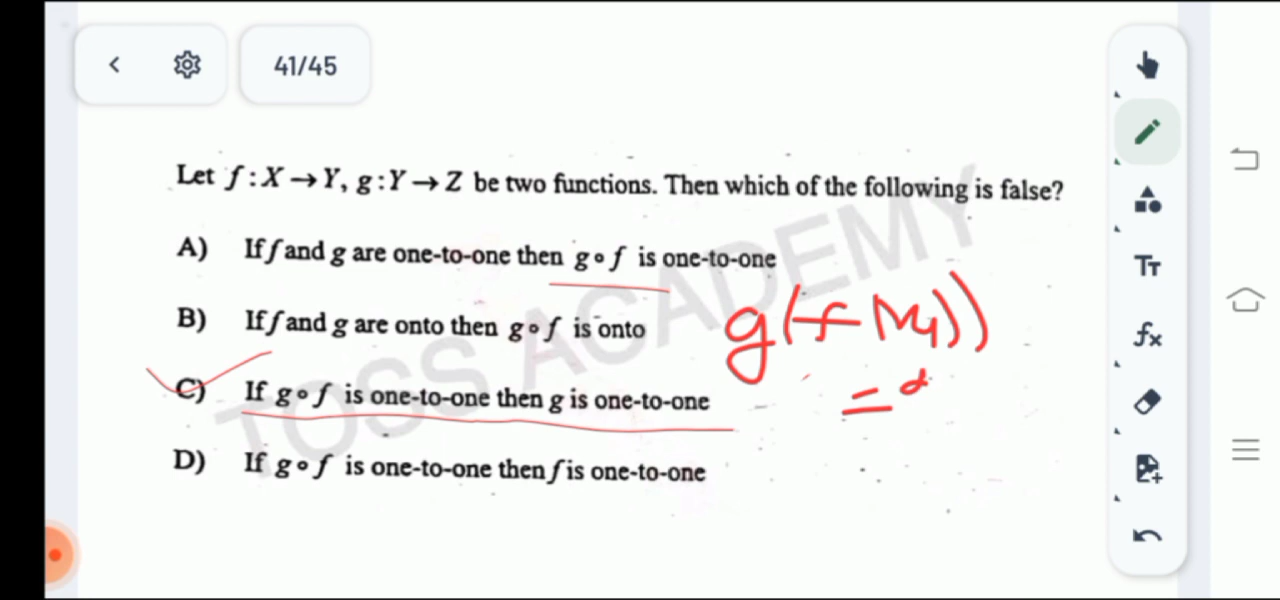 41/45
Let f : X → Y, g : Y → Z be two functions. Then which of the following is false?
A) If f and g are one-to-one then g ∘ f is one-to-one
B) If f and g are onto then g ∘ f is onto
g(f(x₁))
C) If g ∘ f is one-to-one then g is one-to-one
=
D) If g ∘ f is one-to-one then f is one-to-one
TOSS ACADEMY
Tт
fx